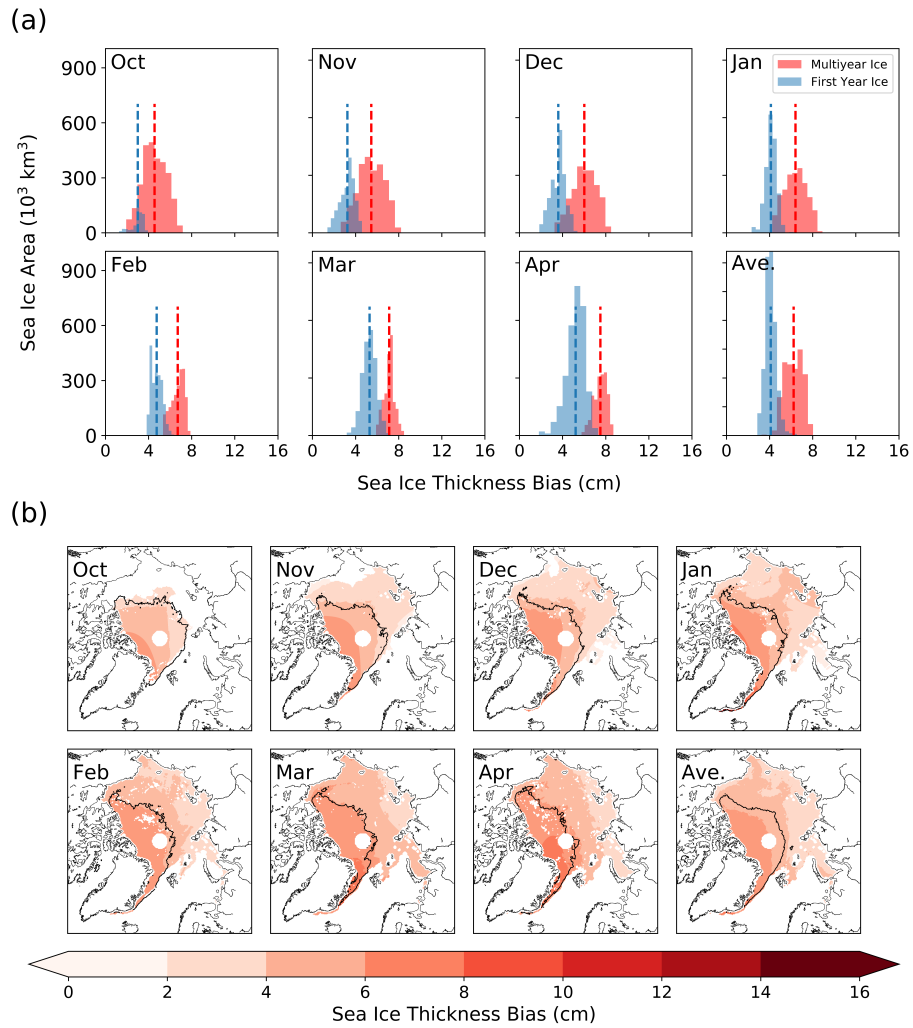 (a)
Oct
Nov
Dec
Jan
Multiyear Ice
First Year Ice
900
600
300
0
Feb
Mar
Apr
Ave.
900
600
300
0
0 4 8 12 16
0 4 8 12 16
0 4 8 12 16
0 4 8 12 16
Sea Ice Area (10³ km³)
Sea Ice Thickness Bias (cm)
(b)
Oct
Nov
Dec
Jan
Feb
Mar
Apr
Ave.
0 2 4 6 8 10 12 14 16
Sea Ice Thickness Bias (cm)